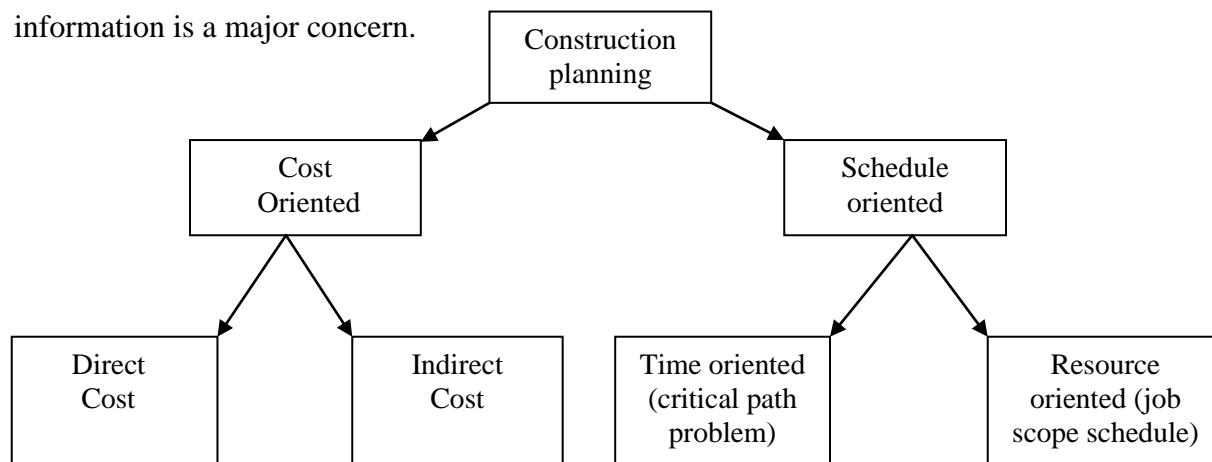 information is a major concern.
Construction
planning
Cost
Oriented
Schedule
oriented
Direct
Cost
Indirect
Cost
Time oriented
(critical path
problem)
Resource
oriented (job
scope schedule)